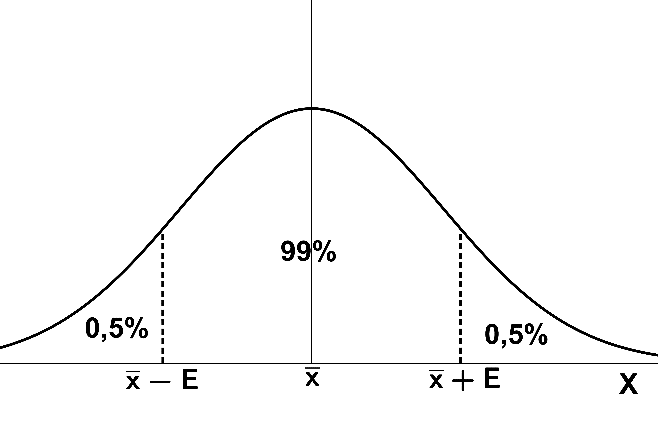 99%
0,5%
0,5%
x̅ − E
x̅
x̅ + E
X